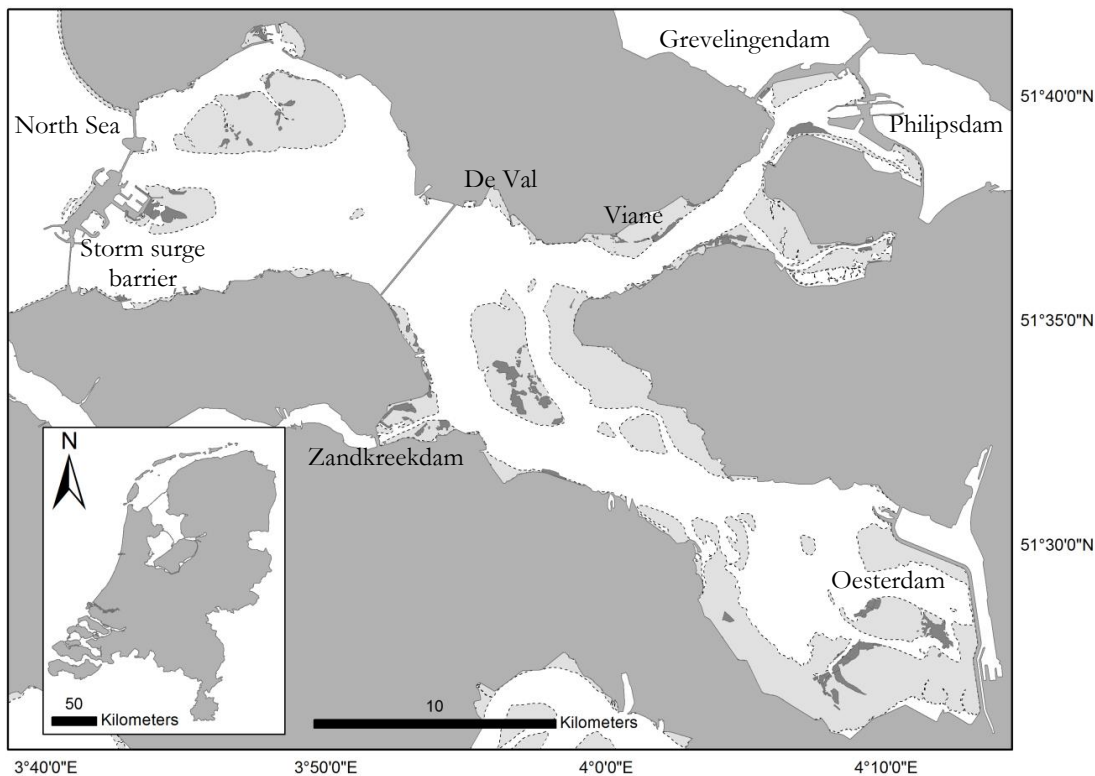 Grevelingendam
51°40'0"N
North Sea
Philipsdam
De Val
Viane
Storm surge
barrier
51°35'0"N
Zandkreekdam
N
51°30'0"N
Oesterdam
50
Kilometers
10
Kilometers
3°40'0"E
3°50'0"E
4°0'0"E
4°10'0"E